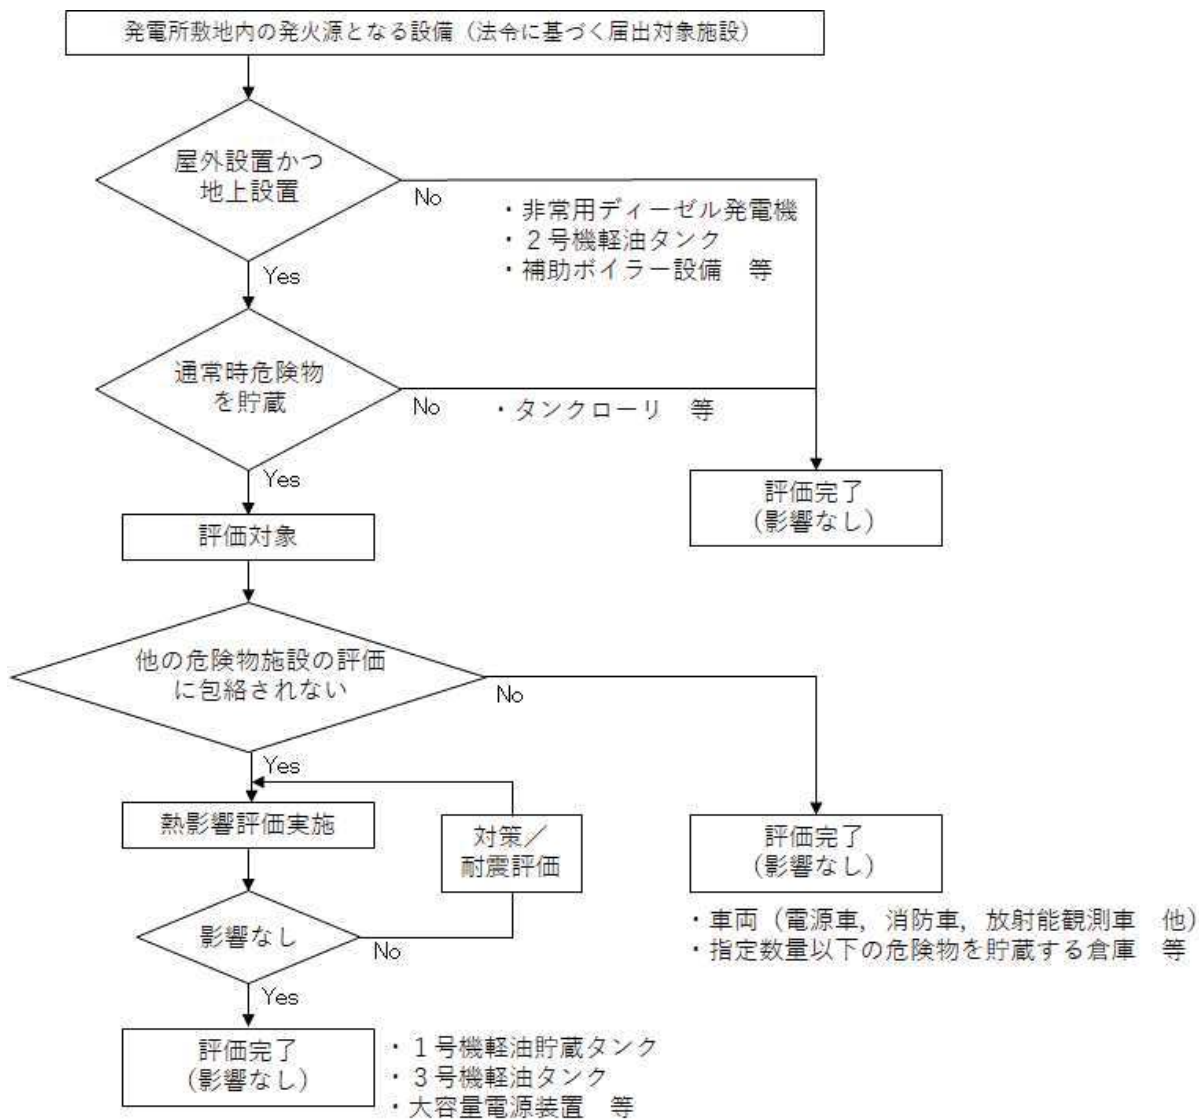 発電所敷地内の発火源となる設備（法令に基づく届出対象施設）
屋外設置かつ
地上設置
No
・非常用ディーゼル発電機
・２号機軽油タンク
・補助ボイラー設備　等
Yes
通常時危険物
を貯蔵
No
・タンクローリ　等
Yes
評価完了
（影響なし）
評価対象
他の危険物施設の評価
に包絡されない
No
Yes
熱影響評価実施
対策／
耐震評価
評価完了
（影響なし）
・車両（電源車，消防車，放射能観測車　他）
・指定数量以下の危険物を貯蔵する倉庫　等
影響なし
No
Yes
評価完了
（影響なし）
・１号機軽油貯蔵タンク
・３号機軽油タンク
・大容量電源装置　等